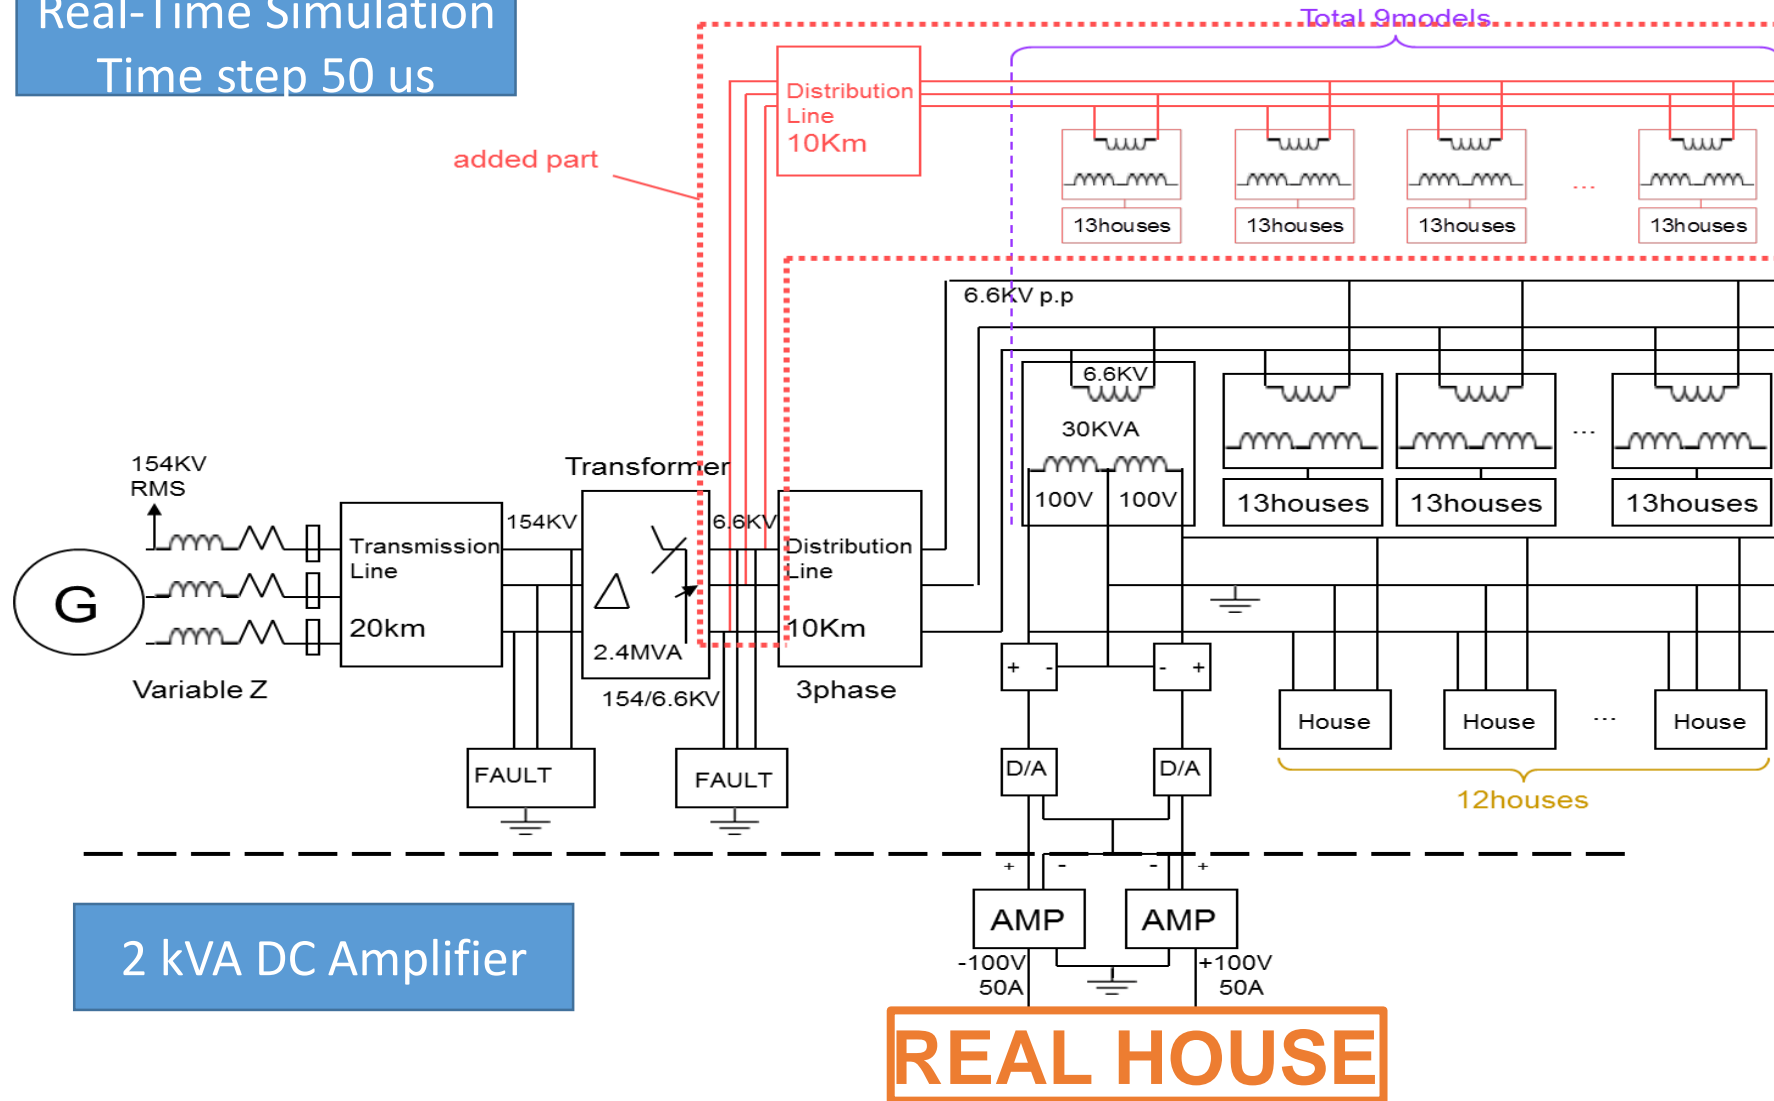 Real-Time Simulation
Time step 50 us
Total 9models
Distribution
Line
10Km
added part
13houses
13houses
13houses
...
13houses
6.6KV p.p
6.6KV
30KVA
100V
100V
13houses
13houses
...
13houses
154KV
RMS
G
Variable Z
Transmission
Line
20km
154KV
Transformer
2.4MVA
154/6.6KV
6.6KV
Distribution
Line
10Km
3phase
FAULT
FAULT
+ -
- +
D/A
D/A
House
House
...
House
12houses
+ -
- +
AMP
AMP
-100V
50A
+100V
50A
2 kVA DC Amplifier
REAL HOUSE